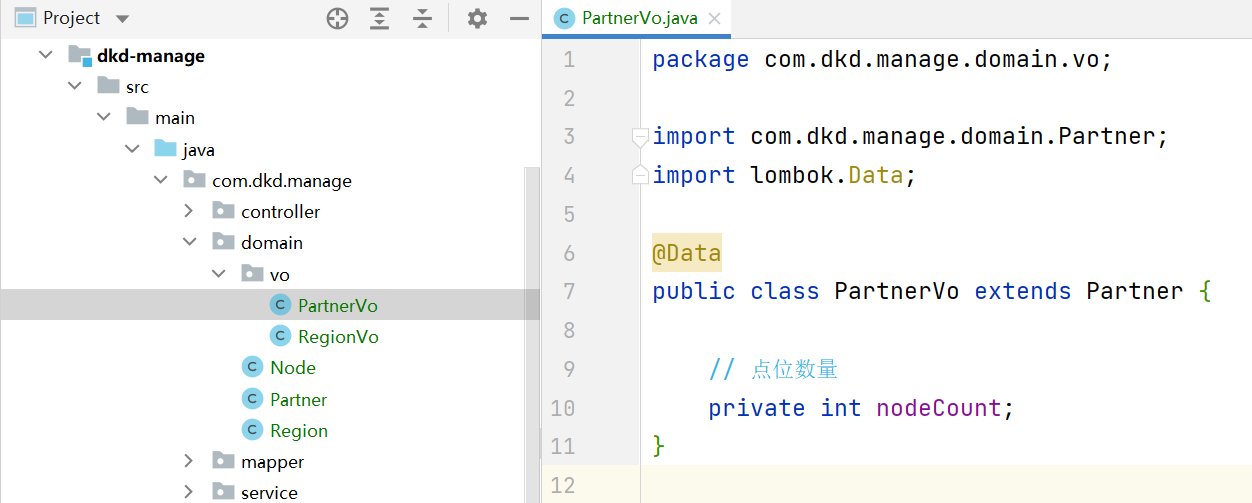 Project
dkd-manage
src
main
java
com.dkd.manage
controller
domain
vo
PartnerVo
RegionVo
Node
Partner
Region
mapper
service
PartnerVo.java
1 package com.dkd.manage.domain.vo;
2
3 import com.dkd.manage.domain.Partner;
4 import lombok.Data;
5
6 @Data
7 public class PartnerVo extends Partner {
8
9 // 点位数量
10 private int nodeCount;
11 }
12